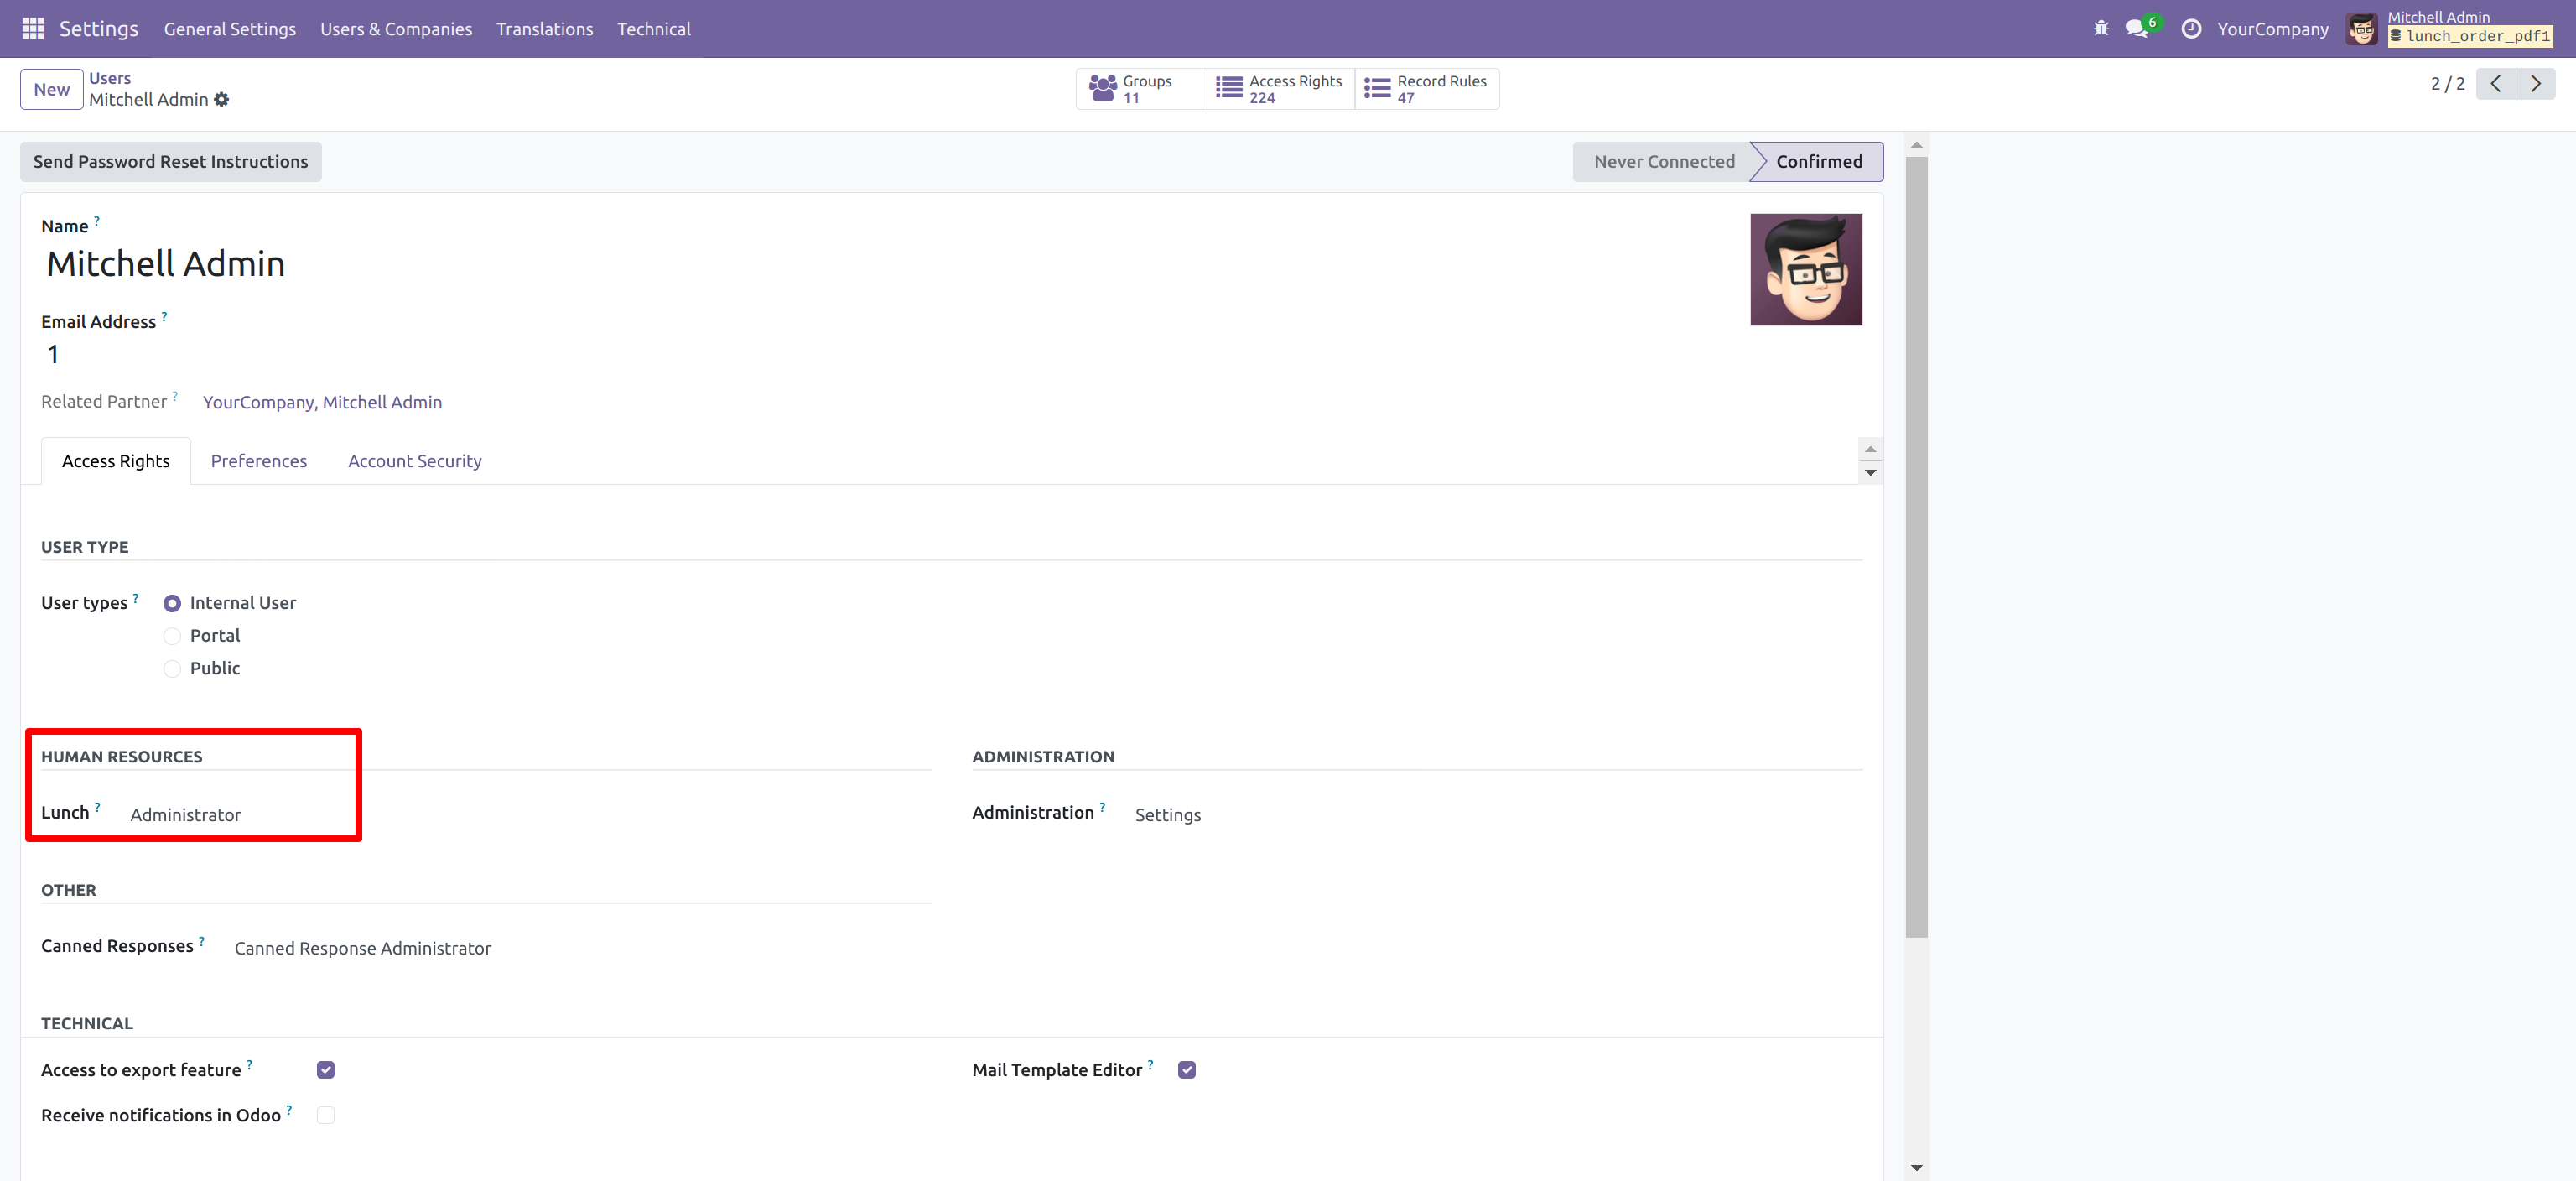 Settings General Settings Users & Companies Translations Technical 6 YourCompany Mitchell Admin
lunch_order_pdf1
New Users
Mitchell Admin
Groups
11
Access Rights
224
Record Rules
47
2 / 2
Send Password Reset Instructions
Never Connected Confirmed
Name ?
Mitchell Admin
Email Address ?
1
Related Partner ? YourCompany, Mitchell Admin
Access Rights Preferences Account Security
USER TYPE
User types ? Internal User
Portal
Public
HUMAN RESOURCES
Lunch ? Administrator
ADMINISTRATION
Administration ? Settings
OTHER
Canned Responses ? Canned Response Administrator
TECHNICAL
Access to export feature ?
Mail Template Editor ?
Receive notifications in Odoo ?